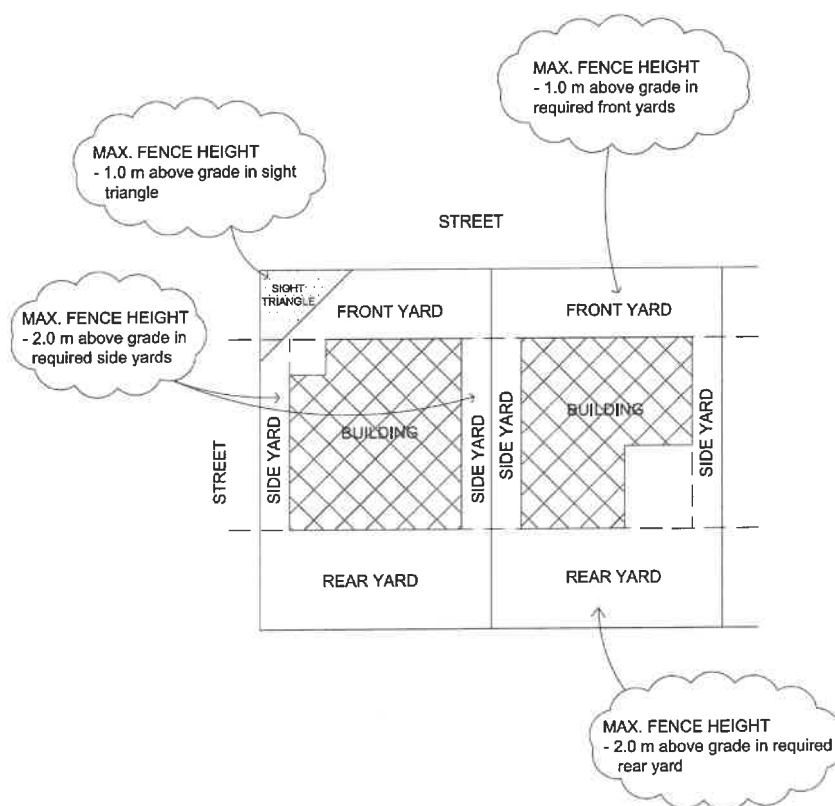 MAX. FENCE HEIGHT
- 1.0 m above grade in
required front yards
MAX. FENCE HEIGHT
- 1.0 m above grade in sight
triangle
STREET
SIGHT
TRIANGLE
FRONT YARD
FRONT YARD
MAX. FENCE HEIGHT
- 2.0 m above grade in
required side yards
STREET
SIDE YARD
BUILDING
SIDE YARD
SIDE YARD
BUILDING
SIDE YARD
REAR YARD
REAR YARD
MAX. FENCE HEIGHT
- 2.0 m above grade in required
rear yard